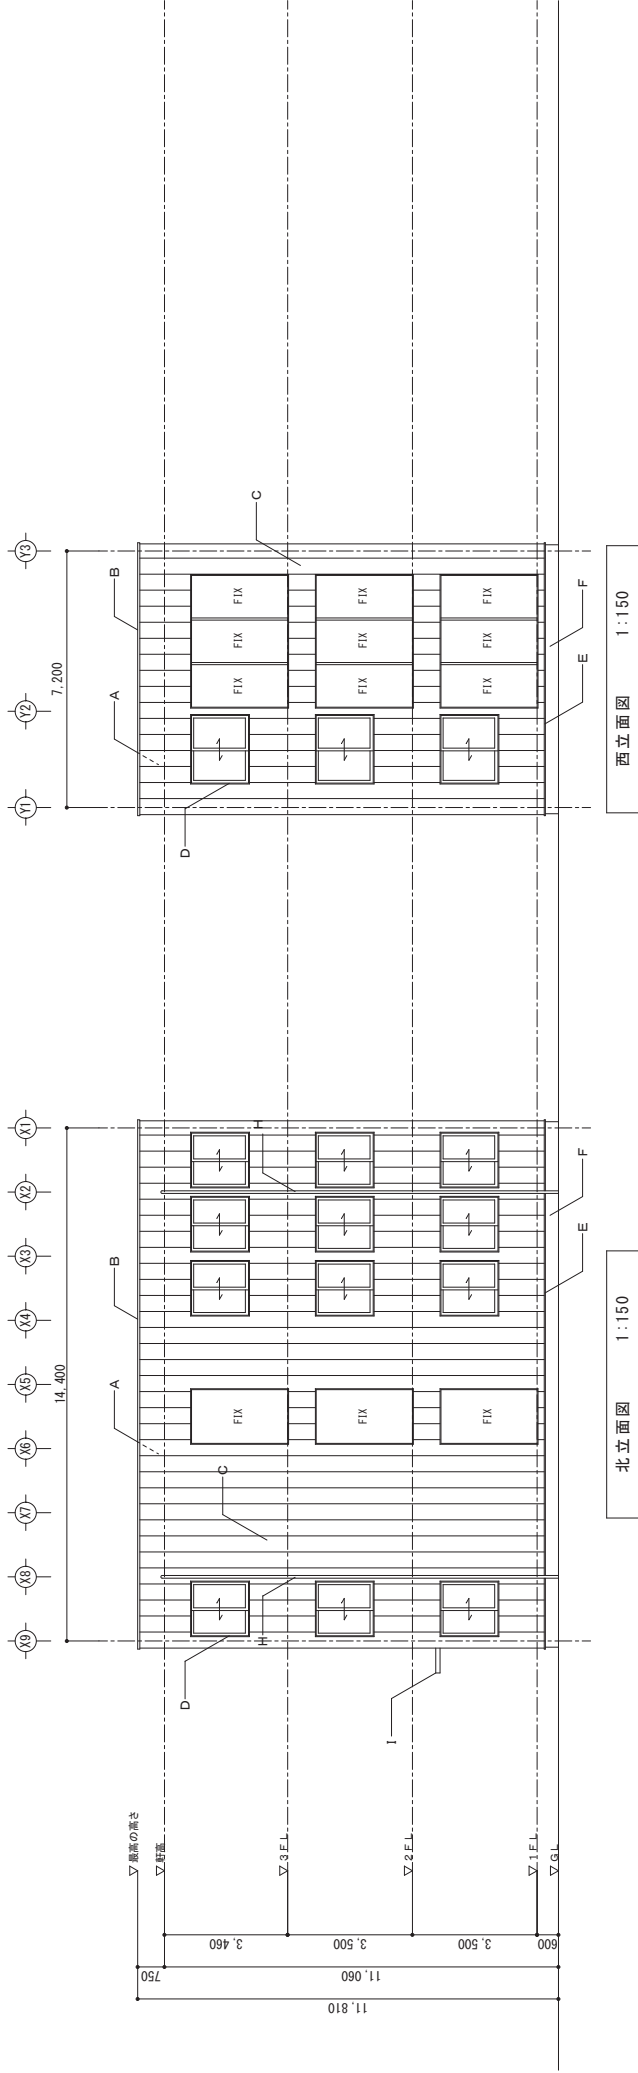 X9
X8
X7
X6
X5
X4
X3
X2
X1
14,400
Y1
Y2
Y3
7,200
▽最高の高さ
▽軒高
▽3FL
▽2FL
▽1FL
▽GL
750
3,460
3,500
3,500
600
11,060
11,810
A
B
C
D
H
H
I
E
F
FIX
FIX
FIX
北立面図 1:150
A
B
C
D
E
F
FIX FIX FIX
FIX FIX FIX
FIX FIX FIX
西立面図 1:150